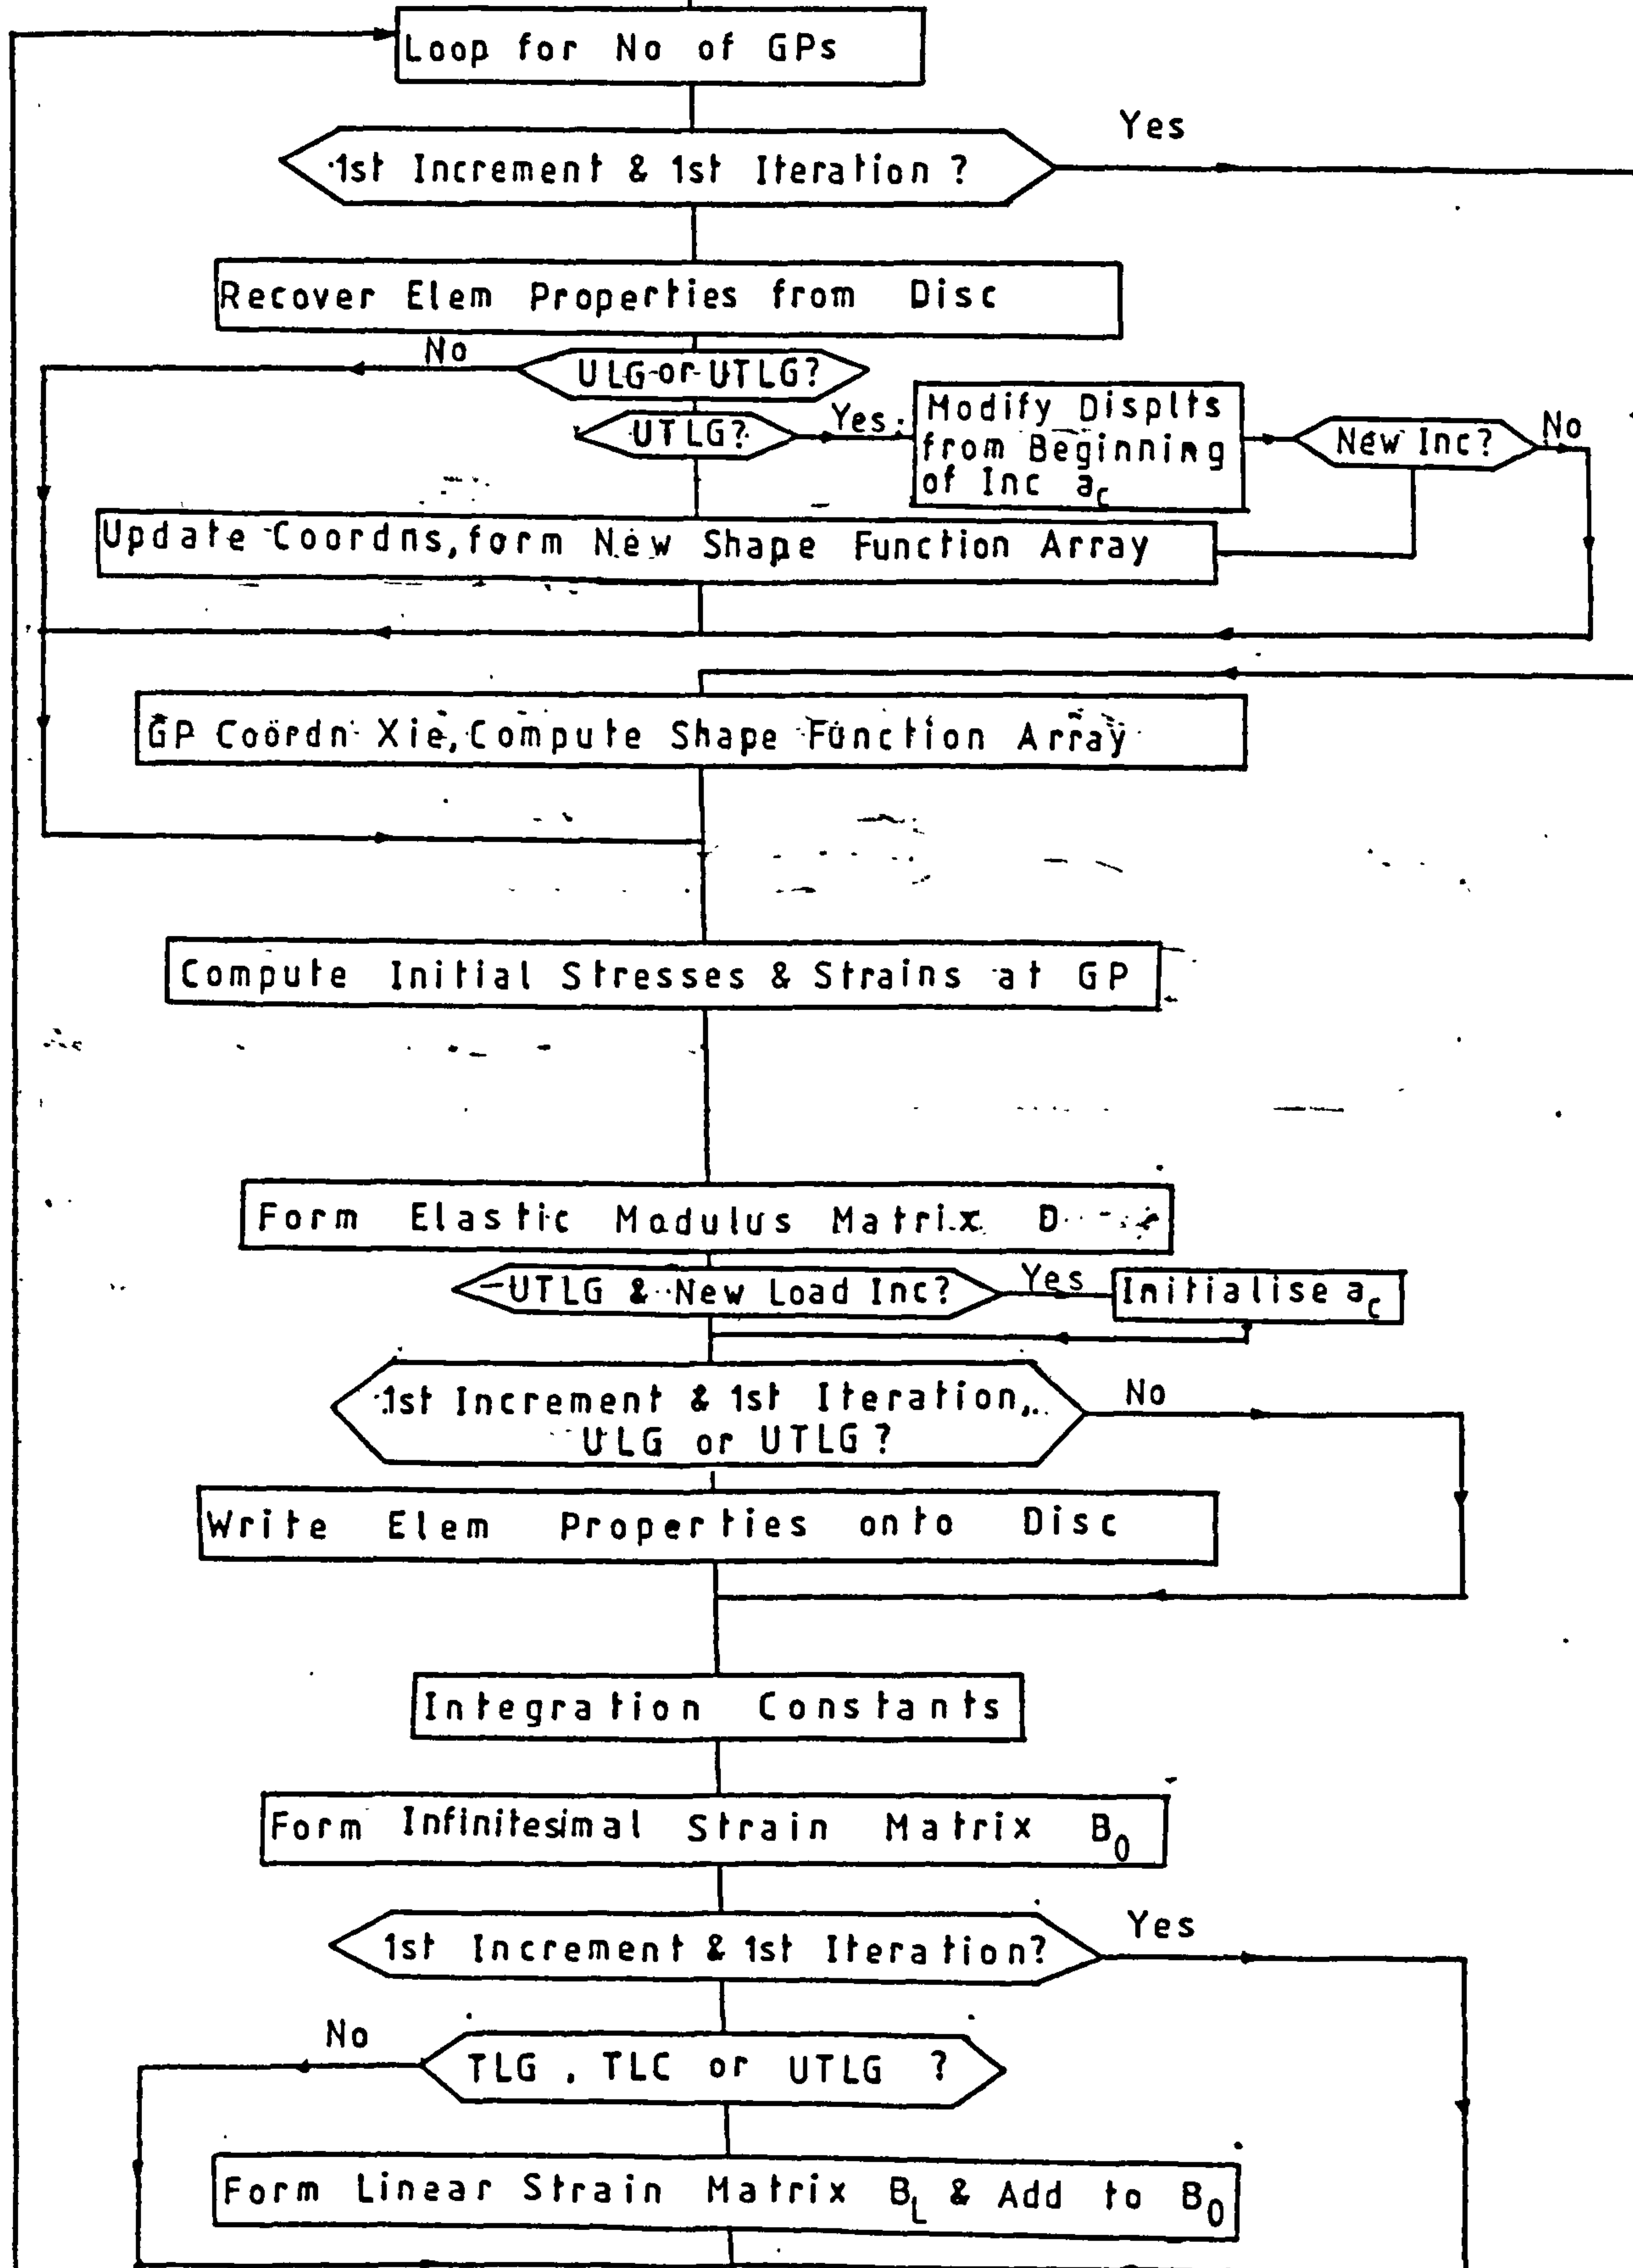 Loop for No of GPs
Yes
1st Increment & 1st Iteration ?
Recover Elem Properties from Disc
No
ULG or UTLG?
UTLG?
Yes
Modify Displts
from Beginning
of Inc a_c
New Inc?
No
Update Coordns, form New Shape Function Array
GP Coordn Xie, Compute Shape Function Array
Compute Initial Stresses & Strains at GP
Form Elastic Modulus Matrix D
UTLG & New Load Inc?
Yes
Initialise a_c
1st Increment & 1st Iteration,
ULG or UTLG ?
No
Write Elem Properties onto Disc
Integration Constants
Form Infinitesimal Strain Matrix B_0
1st Increment & 1st Iteration?
Yes
No
TLG , TLC or UTLG ?
Form Linear Strain Matrix B_L & Add to B_0